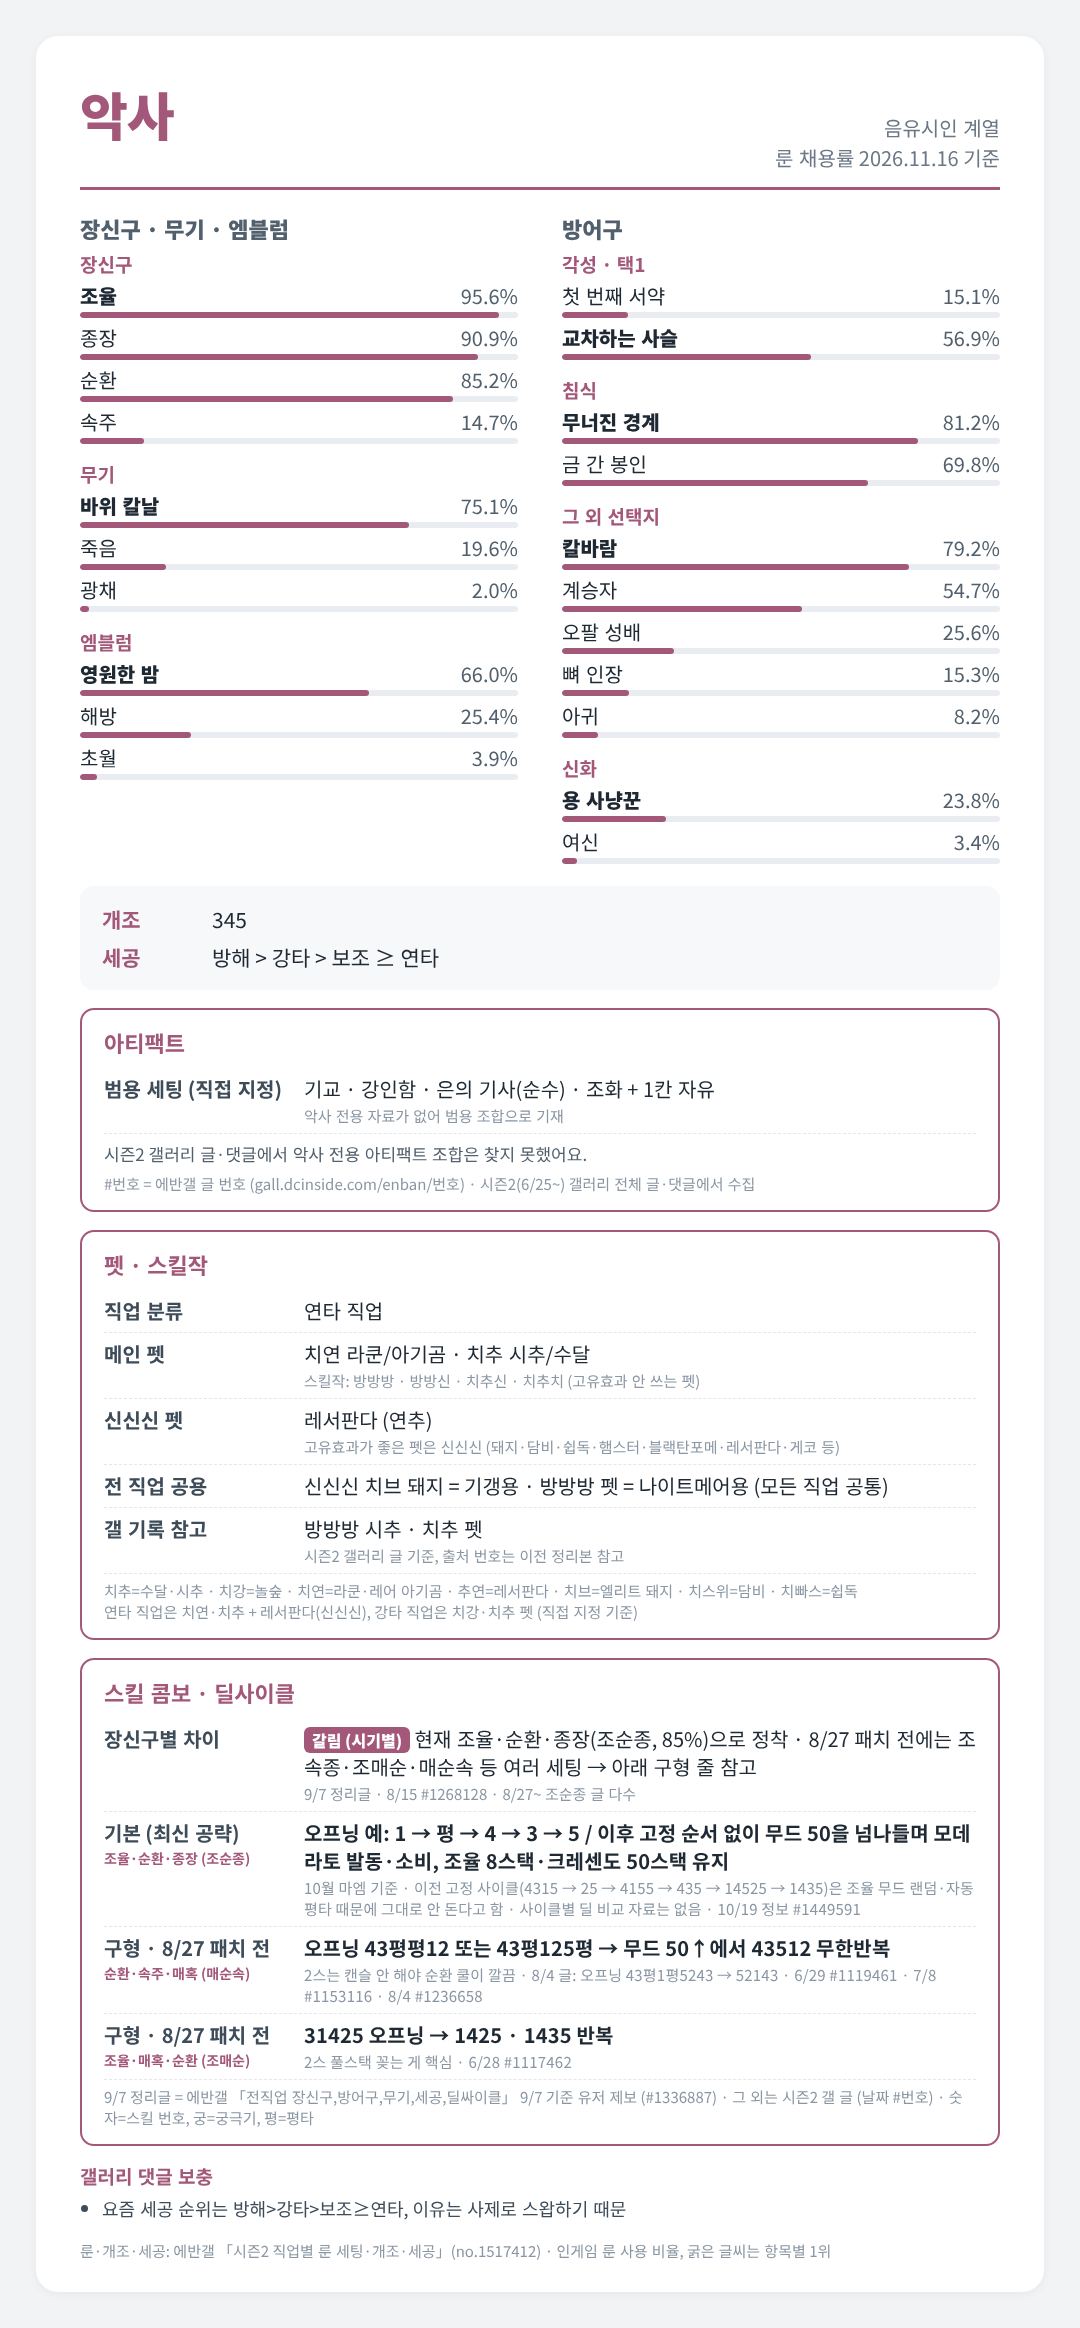 악사
음유시인 계열
룬 채용률 2026.11.16 기준
장신구 · 무기 · 엠블럼
장신구
조율 95.6%
종장 90.9%
순환 85.2%
속주 14.7%
무기
바위 칼날 75.1%
죽음 19.6%
광채 2.0%
엠블럼
영원한 밤 66.0%
해방 25.4%
초월 3.9%
방어구
각성 · 택1
첫 번째 서약 15.1%
교차하는 사슬 56.9%
침식
무너진 경계 81.2%
금 간 봉인 69.8%
그 외 선택지
칼바람 79.2%
계승자 54.7%
오팔 성배 25.6%
뼈 인장 15.3%
아귀 8.2%
신화
용 사냥꾼 23.8%
여신 3.4%
개조 345
세공 방해 > 강타 > 보조 ≥ 연타
아티팩트
범용 세팅 (직접 지정) 기교 · 강인함 · 은의 기사(순수) · 조화 + 1칸 자유
악사 전용 자료가 없어 범용 조합으로 기재
시즌2 갤러리 글·댓글에서 악사 전용 아티팩트 조합은 찾지 못했어요.
#번호 = 에반갤 글 번호 (gall.dcinside.com/enban/번호) · 시즌2(6/25~) 갤러리 전체 글·댓글에서 수집
펫 · 스킬작
직업 분류 연타 직업
메인 펫 치연 라쿤/아기곰 · 치추 시추/수달
스킬작: 방방방 · 방방신 · 치추신 · 치추치 (고유효과 안 쓰는 펫)
신신신 펫 레서판다 (연추)
고유효과가 좋은 펫은 신신신 (돼지·담비·쉽독·햄스터·블랙탄포메·레서판다·게코 등)
전 직업 공용 신신신 치브 돼지 = 기갱용 · 방방방 펫 = 나이트메어용 (모든 직업 공통)
갤 기록 참고 방방방 시추 · 치추 펫
시즌2 갤러리 글 기준, 출처 번호는 이전 정리본 참고
치추=수달·시추 · 치강=놀숲 · 치연=라쿤·레어 아기곰 · 추연=레서판다 · 치브=엘리트 돼지 · 치스위=담비 · 치빠스=쉽독
연타 직업은 치연·치추 + 레서판다(신신신), 강타 직업은 치강·치추 펫 (직접 지정 기준)
스킬 콤보 · 딜사이클
장신구별 차이 갈림 (시기별) 현재 조율·순환·종장(조순종, 85%)으로 정착 · 8/27 패치 전에는 조
속종·조매순·매순속 등 여러 세팅 → 아래 구형 줄 참고
9/7 정리글 · 8/15 #1268128 · 8/27~ 조순종 글 다수
기본 (최신 공략) 오프닝 예: 1 → 평 → 4 → 3 → 5 / 이후 고정 순서 없이 무드 50을 넘나들며 모데
조율·순환·종장 (조순종) 라토 발동·소비, 조율 8스택·크레센도 50스택 유지
10월 마엠 기준 · 이전 고정 사이클(4315 → 25 → 4155 → 435 → 14525 → 1435)은 조율 무드 랜덤·자동
평타 때문에 그대로 안 돈다고 함 · 사이클별 딜 비교 자료는 없음 · 10/19 정보 #1449591
구형 · 8/27 패치 전 오프닝 43평평12 또는 43평125평 → 무드 50↑에서 43512 무한반복
순환·속주·매혹 (매순속) 2스는 캔슬 안 해야 순환 쿨이 깔끔 · 8/4 글: 오프닝 43평1평5243 → 52143 · 6/29 #1119461 · 7/8
#1153116 · 8/4 #1236658
구형 · 8/27 패치 전 31425 오프닝 → 1425 · 1435 반복
조율·매혹·순환 (조매순) 2스 풀스택 꽂는 게 핵심 · 6/28 #1117462
9/7 정리글 = 에반갤 「전직업 장신구,방어구,무기,세공,딜싸이클」 9/7 기준 유저 제보 (#1336887) · 그 외는 시즌2 갤 글 (날짜 #번호) · 숫
자=스킬 번호, 궁=궁극기, 평=평타
갤러리 댓글 보충
• 요즘 세공 순위는 방해>강타>보조≥연타, 이유는 사제로 스왑하기 때문
룬·개조·세공: 에반갤 「시즌2 직업별 룬 세팅·개조·세공」(no.1517412) · 인게임 룬 사용 비율, 굵은 글씨는 항목별 1위